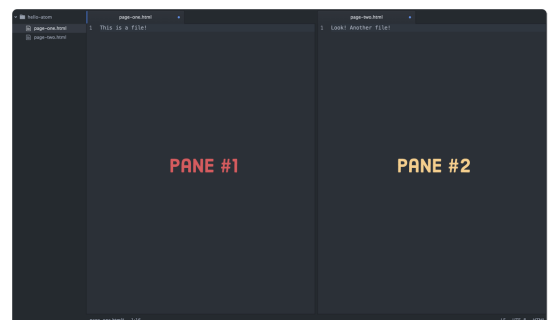 hello-atom
page-one.html
page-two.html
page-one.html
1 This is a file!
PANE #1
page-two.html
1 Look! Another file!
PANE #2